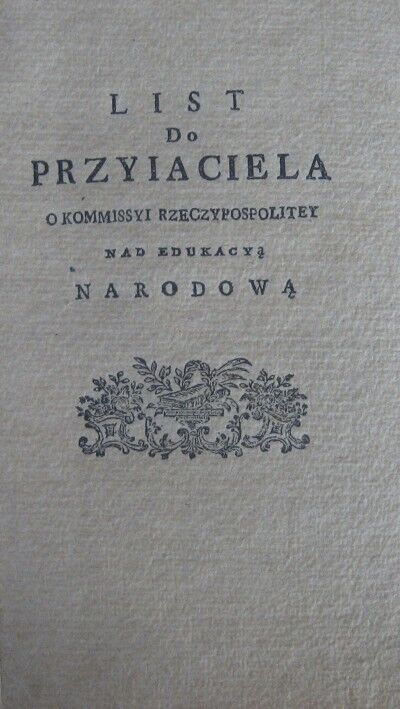 LIST
Do
PRZYIACIELA
O KOMMISSYI RZECZYPOSPOLITEY
NAD EDUKACYĄ
NARODOWĄ